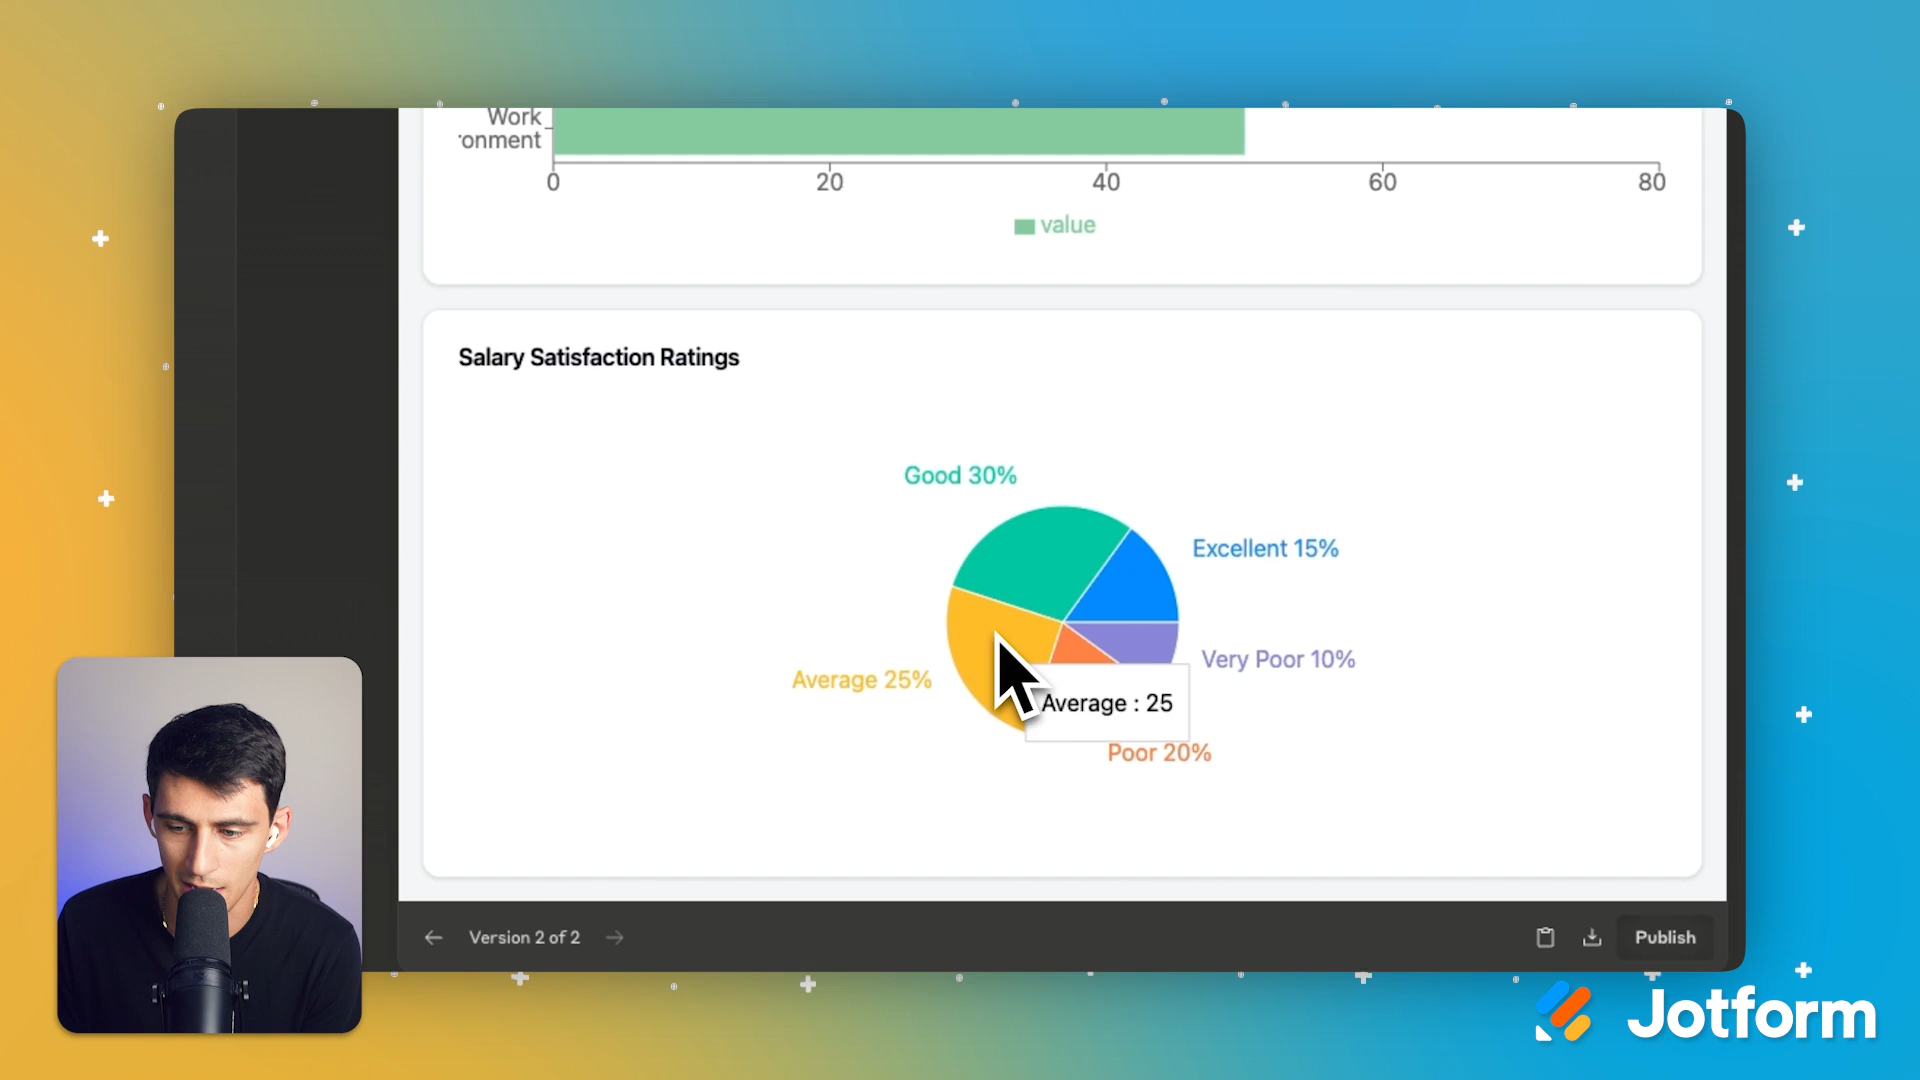 Work
ronment
0 20 40 60 80
value
Salary Satisfaction Ratings
Good 30%
Excellent 15%
Very Poor 10%
Average 25%
Average : 25
Poor 20%
Version 2 of 2
Publish
Jotform